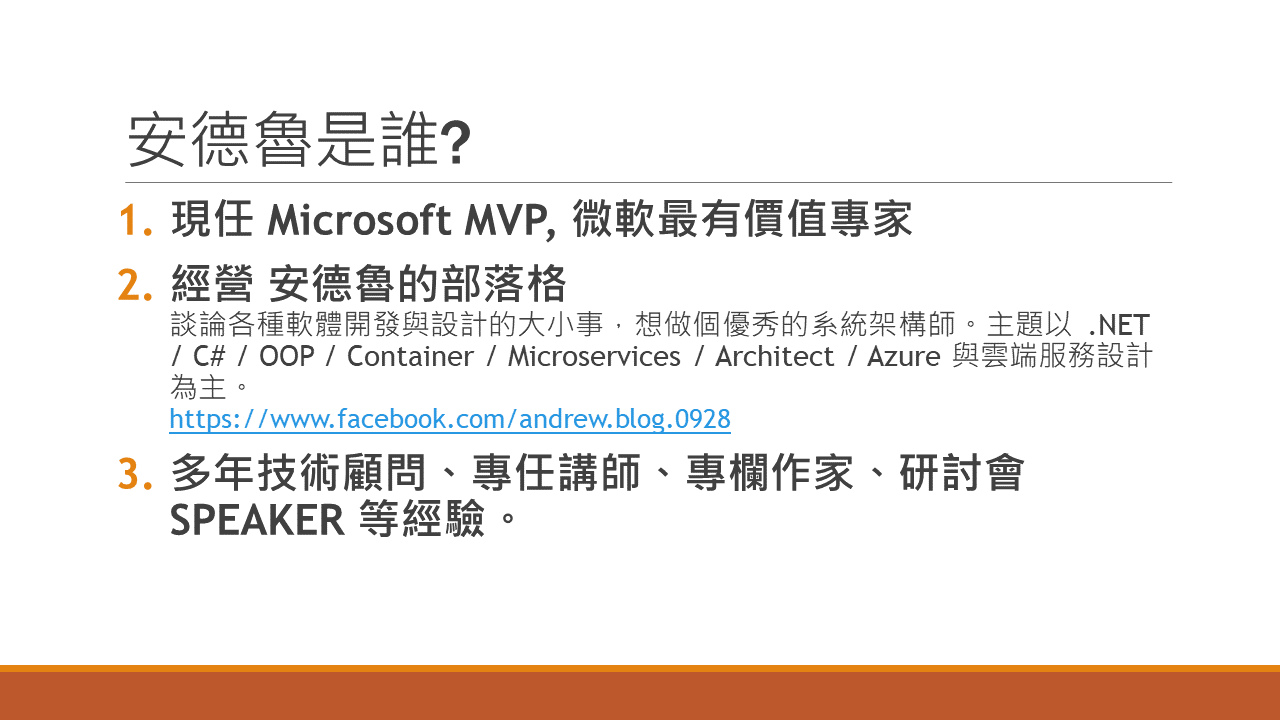 安德魯是誰?
1. 現任 Microsoft MVP, 微軟最有價值專家
2. 經營 安德魯的部落格
談論各種軟體開發與設計的大小事，想做個優秀的系統架構師。主題以 .NET
/ C# / OOP / Container / Microservices / Architect / Azure 與雲端服務設計
為主。
https://www.facebook.com/andrew.blog.0928
3. 多年技術顧問、專任講師、專欄作家、研討會
SPEAKER 等經驗。